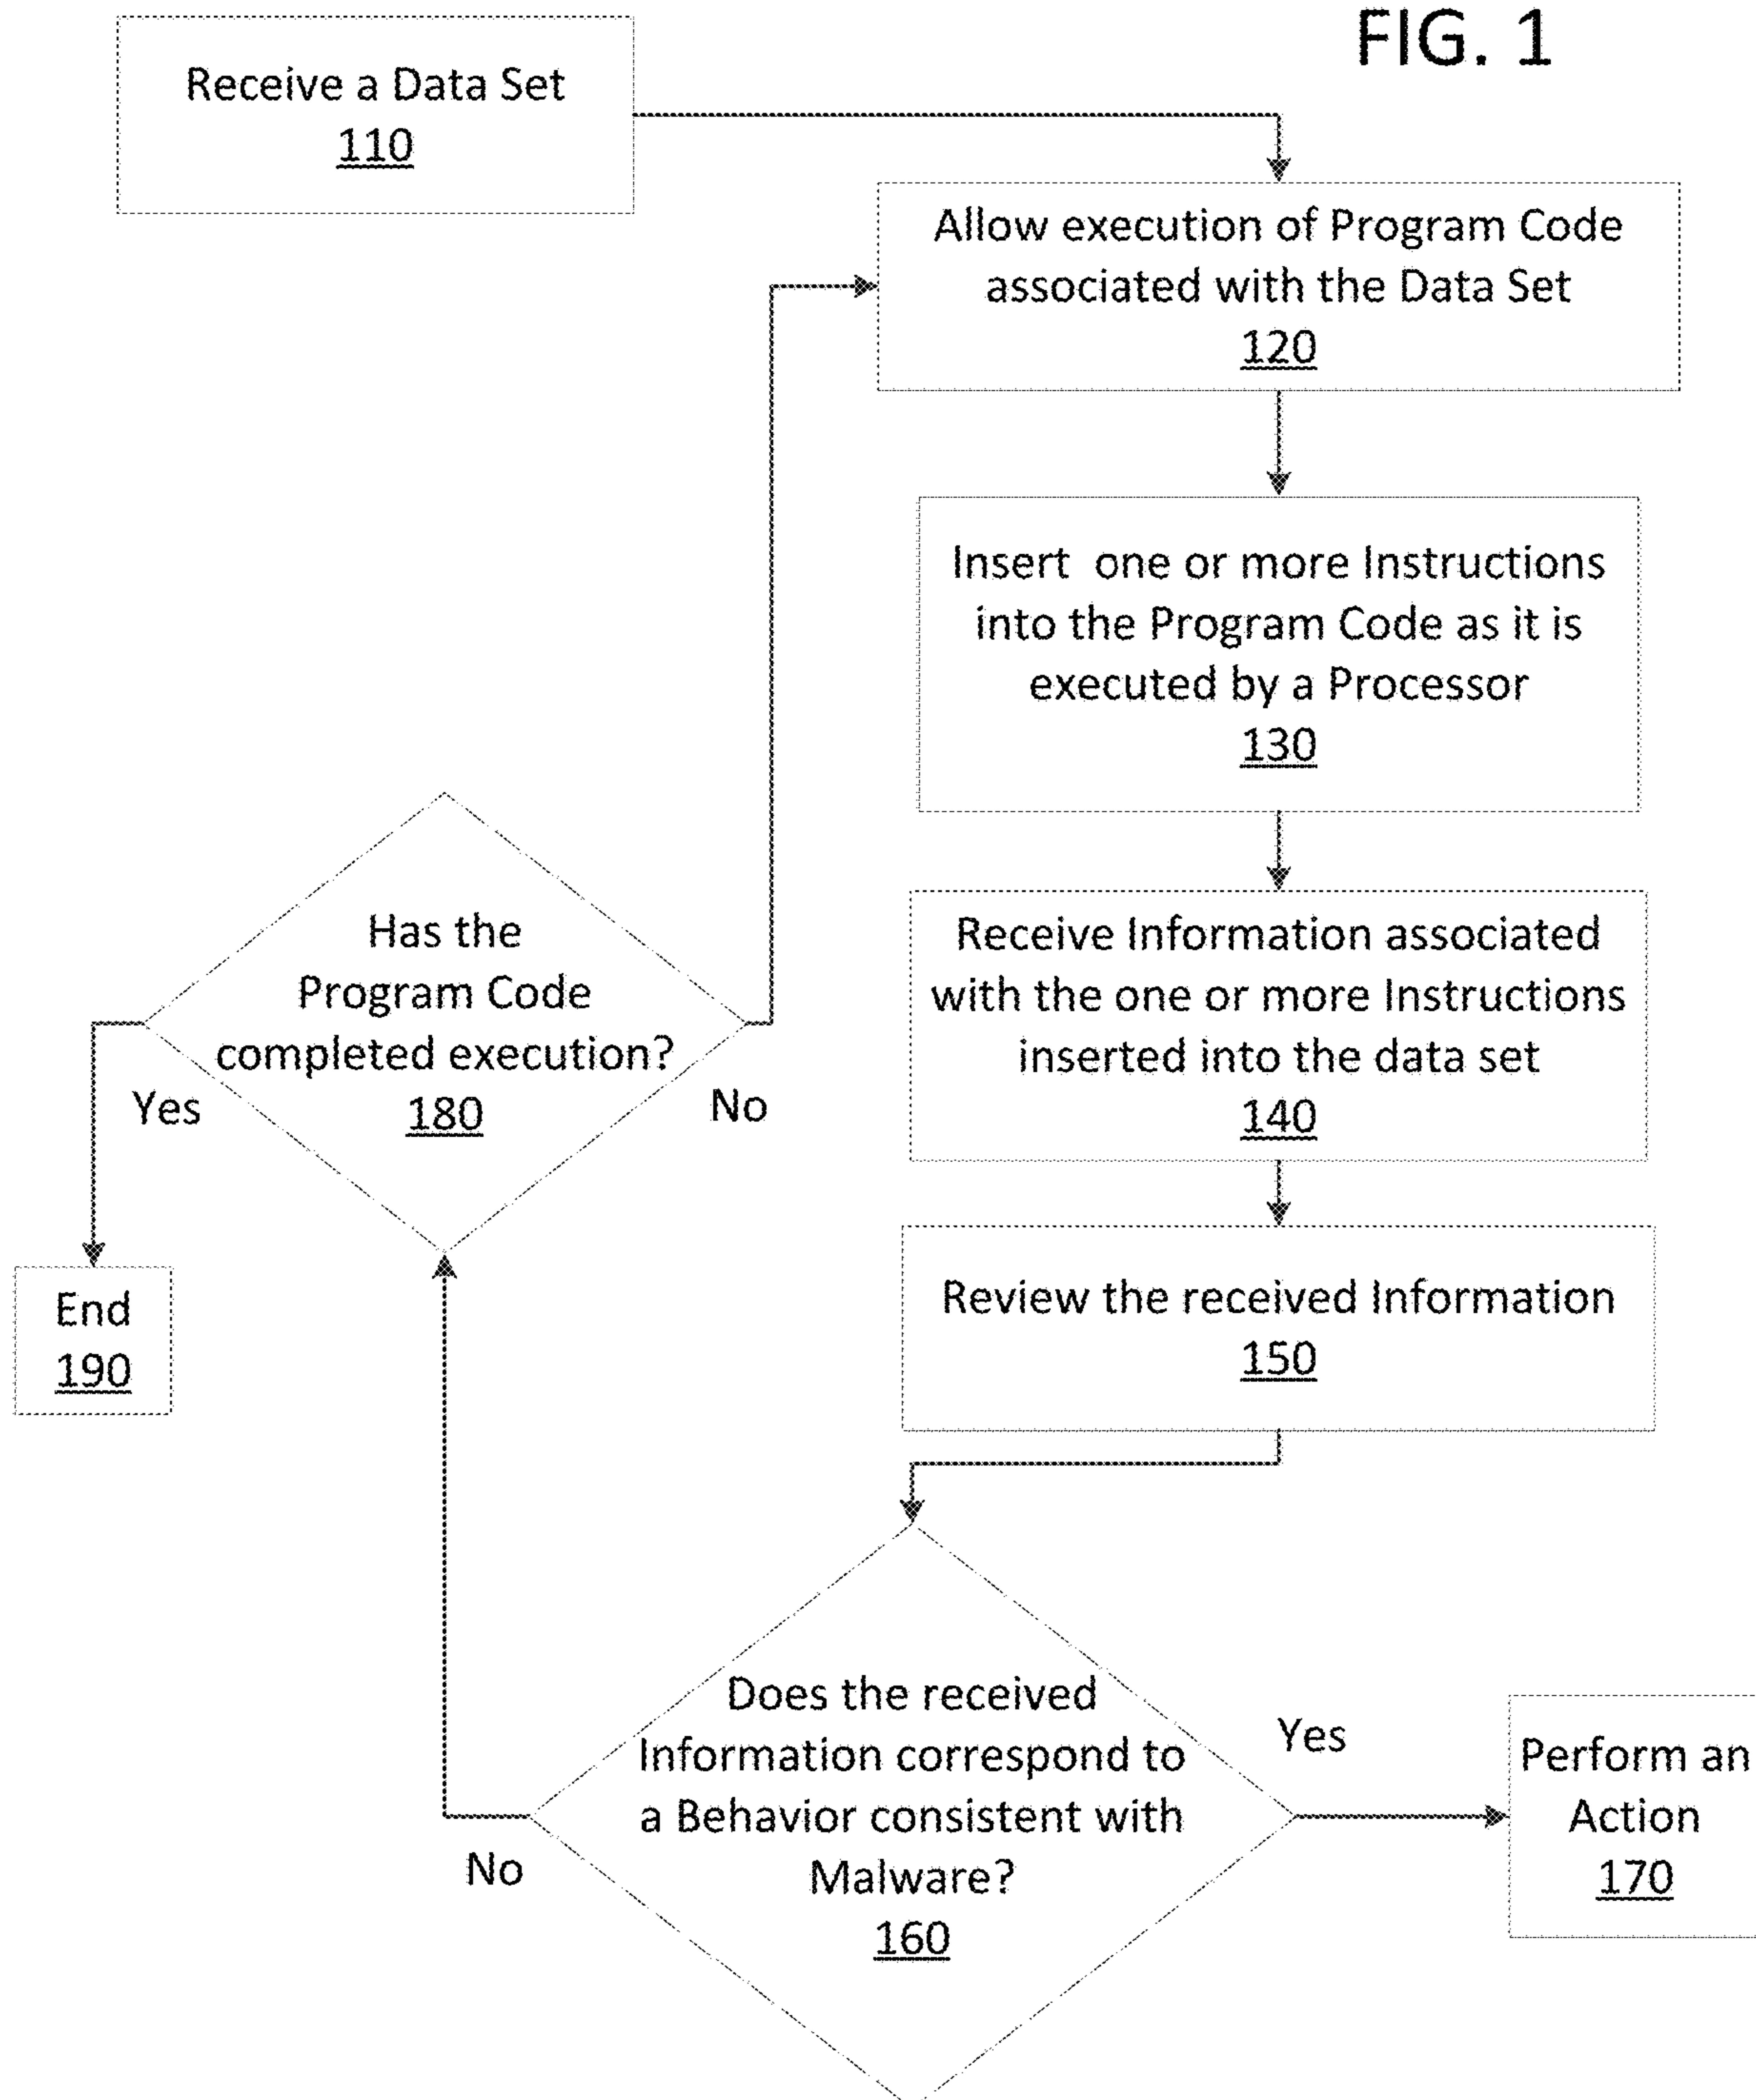 FIG. 1
Receive a Data Set
110
Allow execution of Program Code
associated with the Data Set
120
Insert one or more Instructions
into the Program Code as it is
executed by a Processor
130
Has the
Program Code
completed execution?
180
Yes
No
Receive Information associated
with the one or more Instructions
inserted into the data set
140
End
190
Review the received Information
150
Does the received
Information correspond to
a Behavior consistent with
Malware?
160
Yes
No
Perform an
Action
170